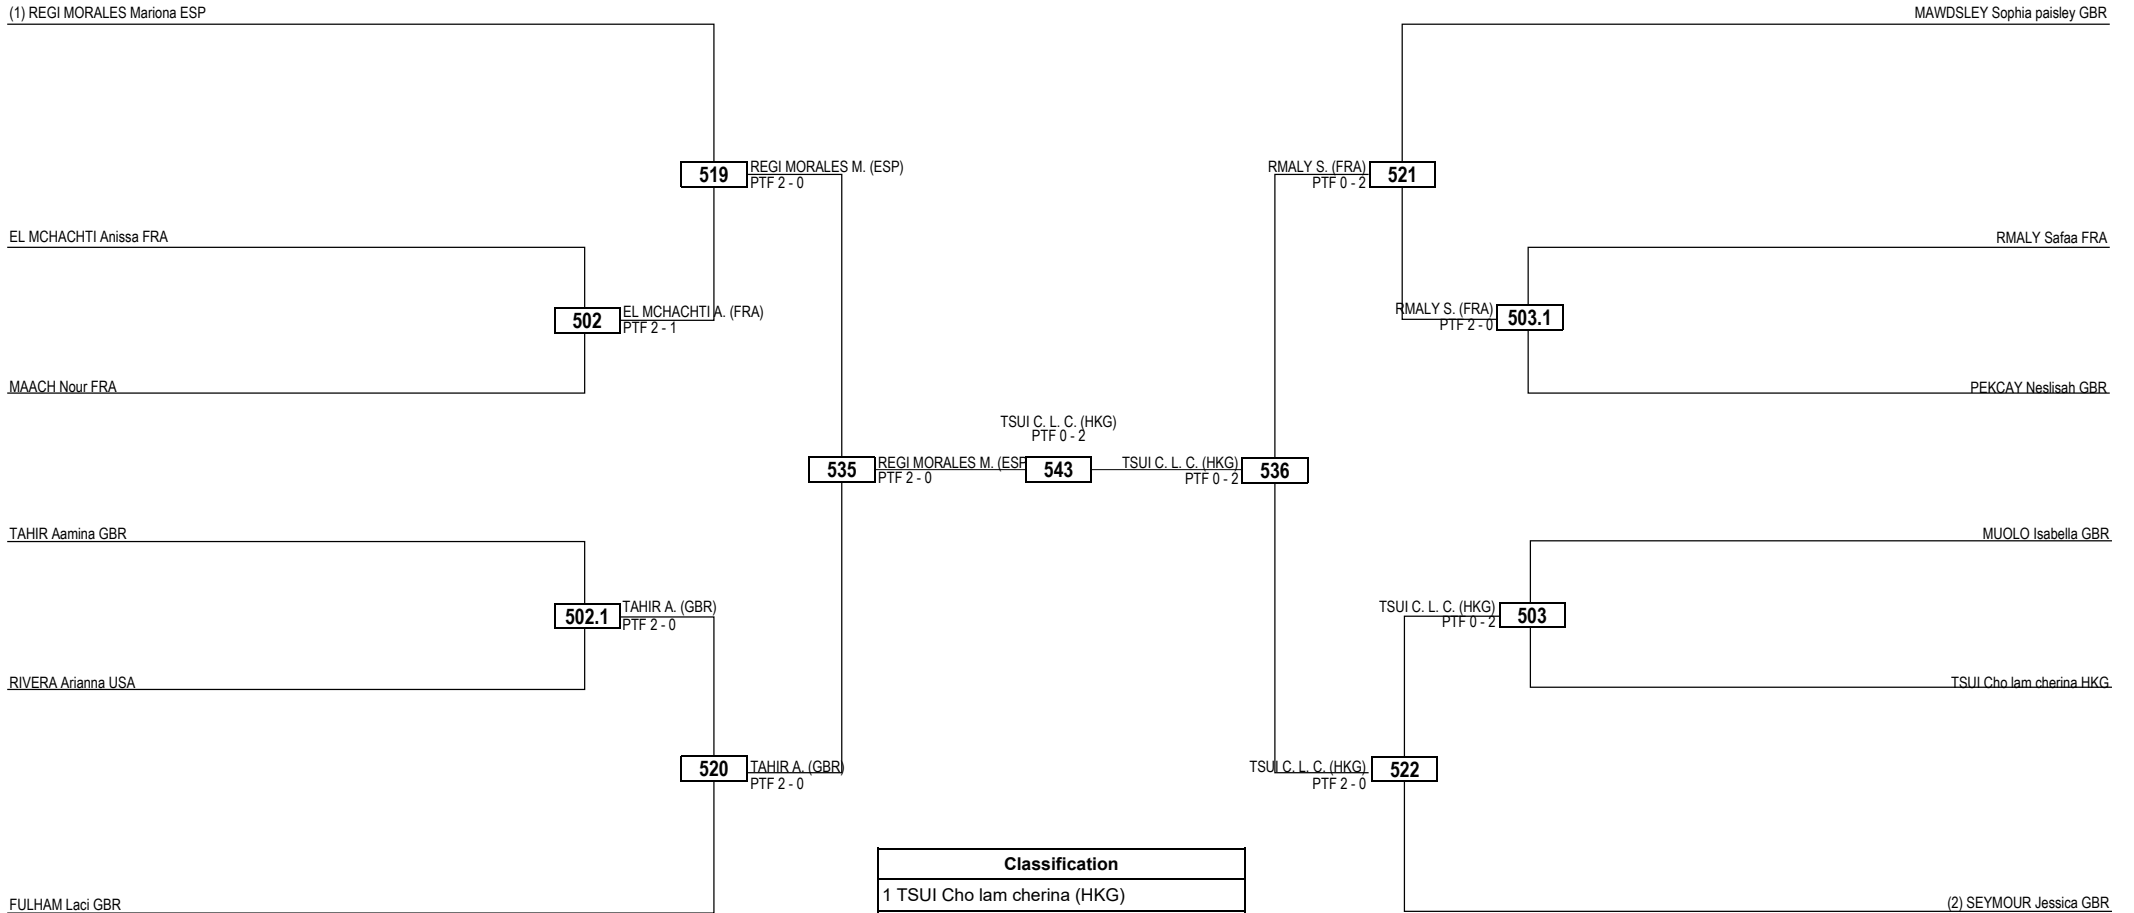 (1) REGI MORALES Mariona ESP
MAWDSLEY Sophia paisley GBR
519
REGI MORALES M. (ESP)
PTF 2 - 0
RMALY S. (FRA)
PTF 0 - 2
521
EL MCHACHTI Anissa FRA
RMALY Safaa FRA
502
EL MCHACHTI A. (FRA)
PTF 2 - 1
RMALY S. (FRA)
PTF 2 - 0
503.1
MAACH Nour FRA
PEKCAY Neslisah GBR
TSUI C. L. C. (HKG)
PTF 0 - 2
535
REGI MORALES M. (ESP
PTF 2 - 0
543
TSUI C. L. C. (HKG)
PTF 0 - 2
536
TAHIR Aamina GBR
MUOLO Isabella GBR
502.1
TAHIR A. (GBR)
PTF 2 - 0
TSUI C. L. C. (HKG)
PTF 0 - 2
503
RIVERA Arianna USA
TSUI Cho lam cherina HKG
520
TAHIR A. (GBR)
PTF 2 - 0
TSUI C. L. C. (HKG)
PTF 2 - 0
522
Classification
1 TSUI Cho lam cherina (HKG)
FULHAM Laci GBR
(2) SEYMOUR Jessica GBR